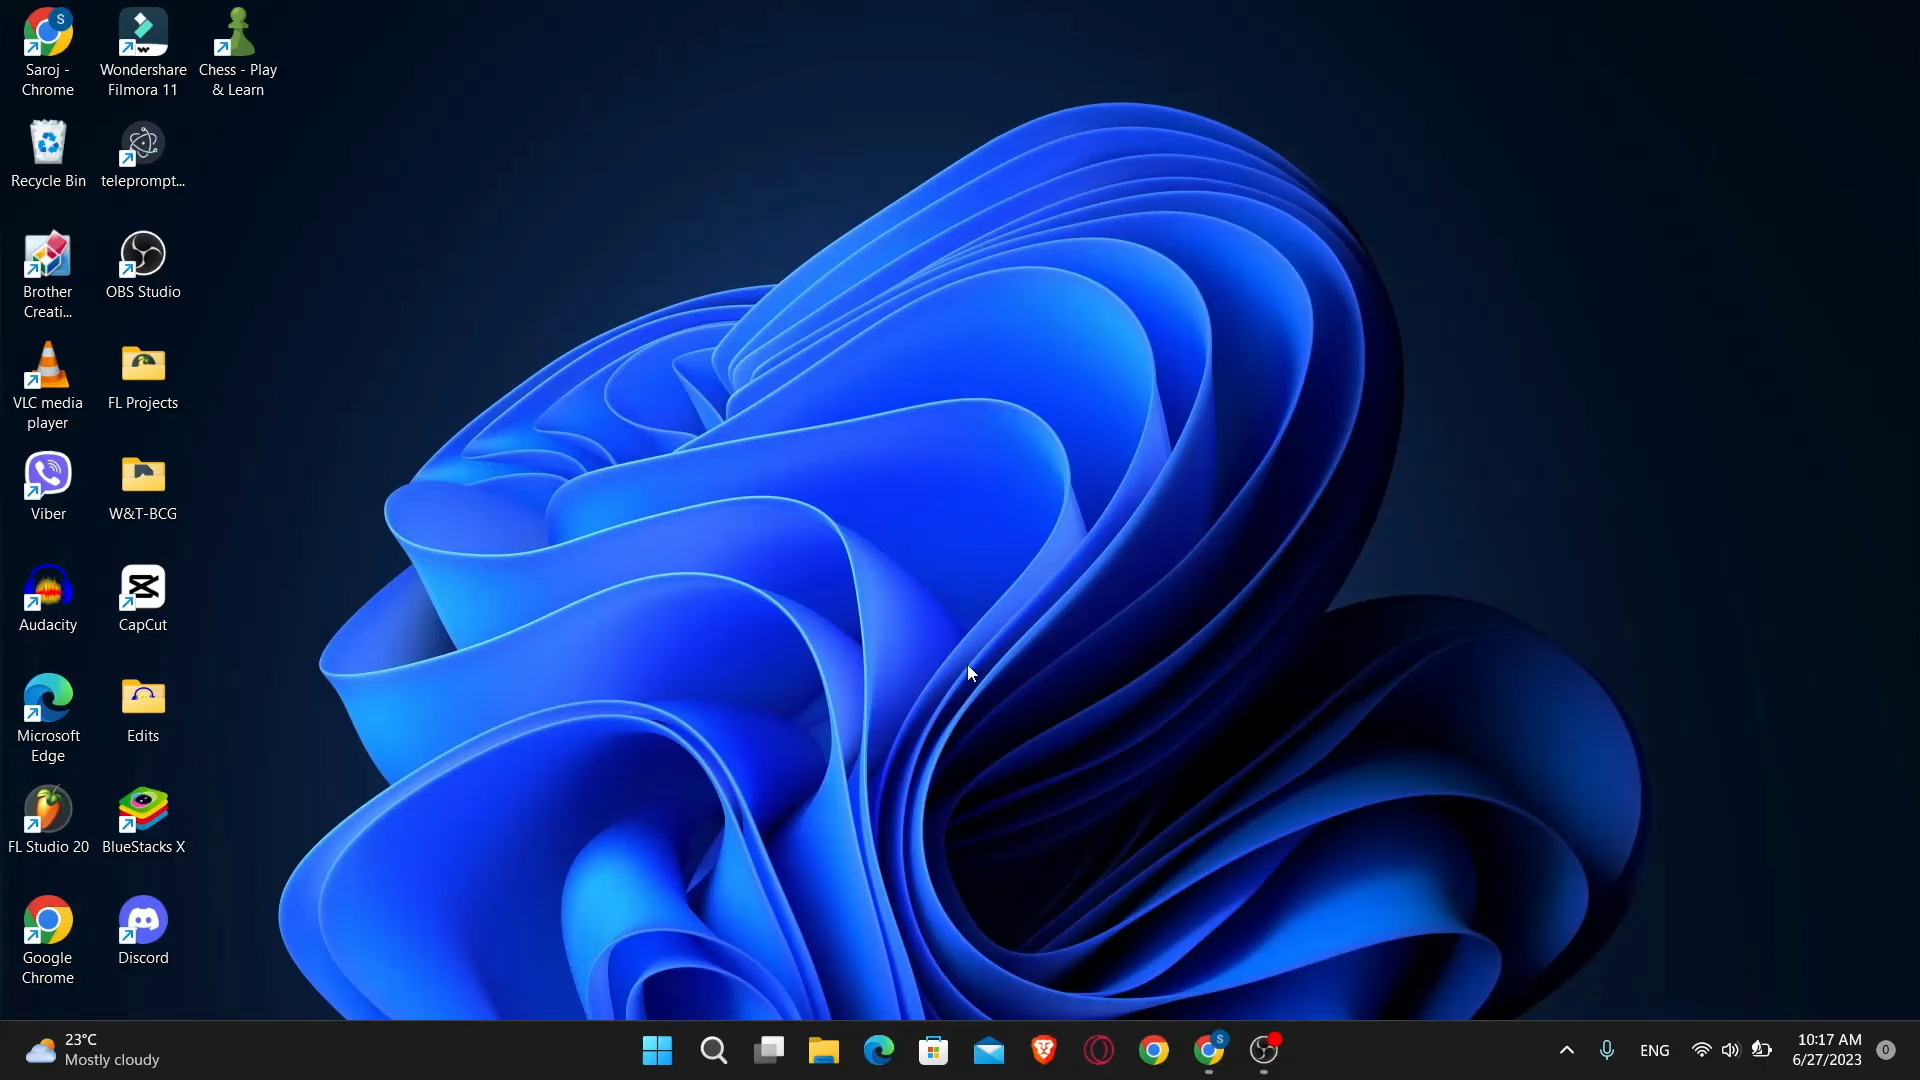 Saroj -
Chrome
Wondershare
Filmora 11
Chess - Play
& Learn
Recycle Bin
teleprompt...
Brother
Creati...
OBS Studio
VLC media
player
FL Projects
Viber
W&T-BCG
Audacity
CapCut
Microsoft
Edge
Edits
FL Studio 20
BlueStacks X
Google
Chrome
Discord
23°C
Mostly cloudy
S
S
ENG
10:17 AM
6/27/2023
0